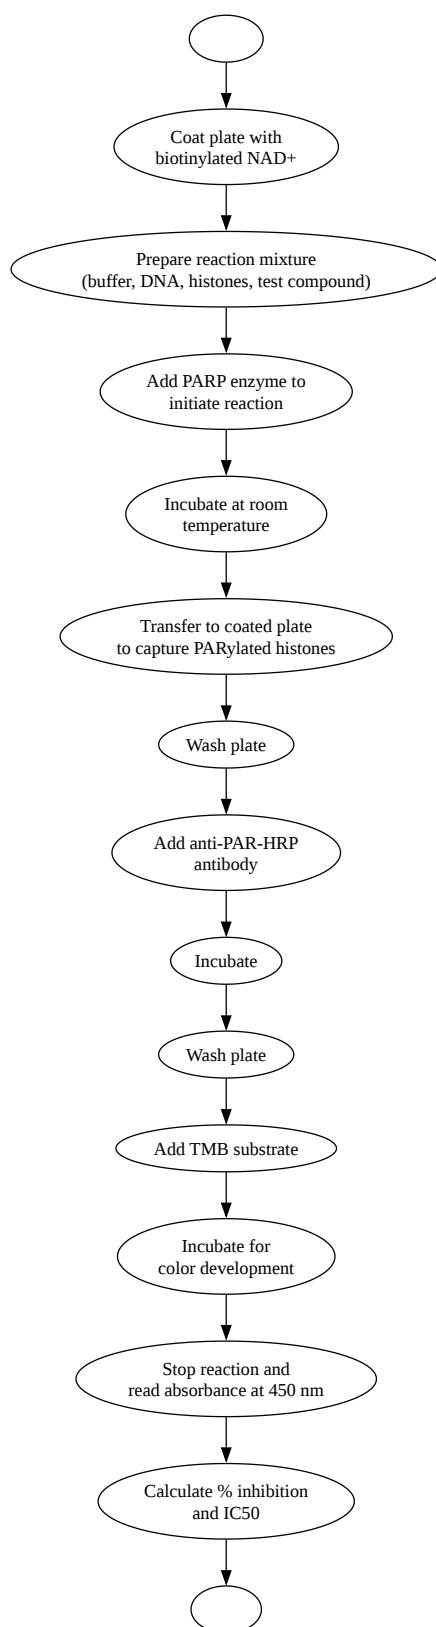 Coat plate with
biotinylated NAD+
Prepare reaction mixture
(buffer, DNA, histones, test compound)
Add PARP enzyme to
initiate reaction
Incubate at room
temperature
Transfer to coated plate
to capture PARylated histones
Wash plate
Add anti-PAR-HRP
antibody
Incubate
Wash plate
Add TMB substrate
Incubate for
color development
Stop reaction and
read absorbance at 450 nm
Calculate % inhibition
and IC50